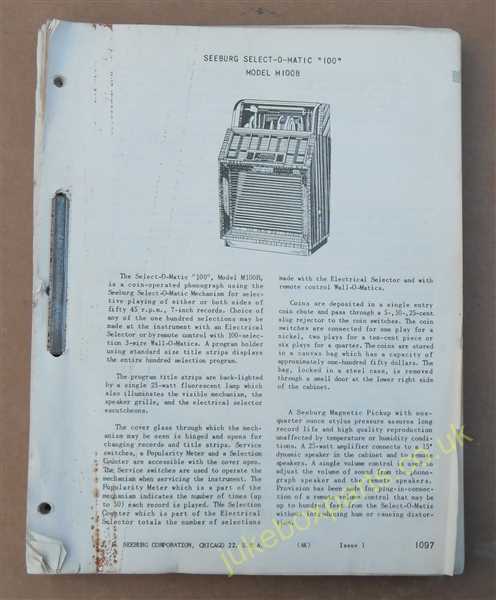 SEEBURG SELECT-O-MATIC "100"
MODEL M100B
The Select-O-Matic "100", Model M100B,
is a coin-operated phonograph using the
Seeburg Select-O-Matic Mechanism for selec-
tive playing of either or both sides of
fifty 45 r.p.m., 7-inch records. Choice of
any of the one hundred selections may be
made at the instrument with an Electrical
Selector or by remote control with 100-selec-
tion 3-wire Wall-O-Matics. A program holder
using standard size title strips displays
the entire hundred selection program.
The program title strips are back-lighted
by a single 25-watt fluorescent lamp which
also illuminates the visible mechanism, the
speaker grille, and the electrical selector
escutcheons.
The cover glass through which the mech-
anism may be seen is hinged and opens for
changing records and title strips. Service
switches, a Popularity Meter and a Selection
Counter are accessible with the cover open.
The Service switches are used to operate the
mechanism when servicing the instrument. The
Popularity Meter which is a part of the
mechanism indicates the number of times (up
to 50) each record is played. The Selection
Counter which is part of the Electrical
Selector totals the number of selections
made with the Electrical Selector and with
remote control Wall-O-Matics.
Coins are deposited in a single entry
coin chute and pass through a 5-,10-,25-cent
slug rejector to the coin switches. The coin
switches are connected for one play for a
nickel, two plays for a ten-cent piece or
six plays for a quarter. The coins are stored
in a canvas bag which has a capacity of
approximately one-hundred fifty dollars. The
bag, locked in a steel case, is removed
through a small door at the lower right side
of the cabinet.
A Seeburg Magnetic Pickup with one-
quarter ounce stylus pressure assures long
record life and high quality reproduction
unaffected by temperature or humidity condi-
tions. A 25-watt amplifier connects to a 15"
dynamic speaker in the cabinet and to remote
speakers. A single volume control is used to
adjust the volume of sound from the phono-
graph speaker and the remote speakers.
Provision has been made for plug-in-connec-
tion of a remote volume control that may be
up to hundred feet from the Select-O-Matic
without introducing hum or causing distor-
tion.
J. P. SEEBURG CORPORATION, CHICAGO 22, U.S.A.
Issue 1
1097
jukeboxparts.co.uk